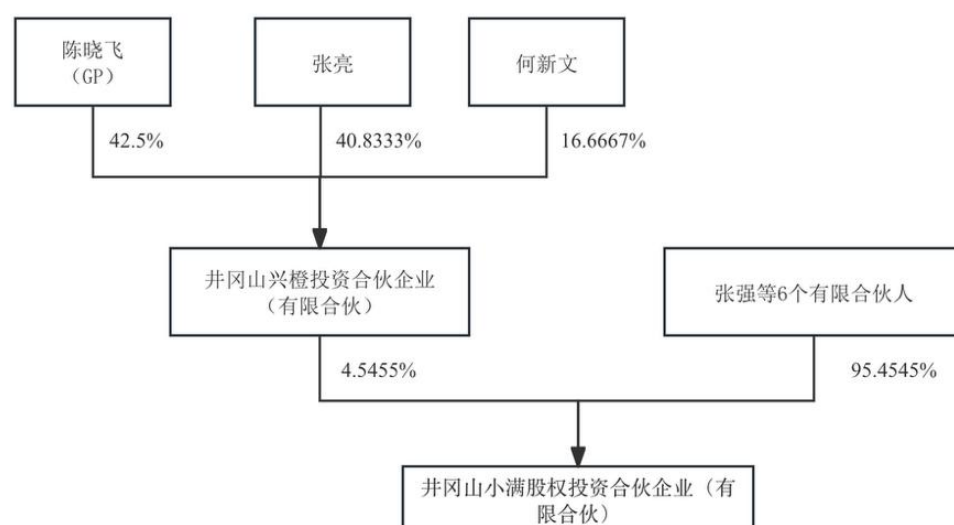 陈晓飞
（GP）
张亮
何新文
42.5%
40.8333%
16.6667%
井冈山兴橙投资合伙企业
（有限合伙）
张强等6个有限合伙人
4.5455%
95.4545%
井冈山小满股权投资合伙企业（有
限合伙）